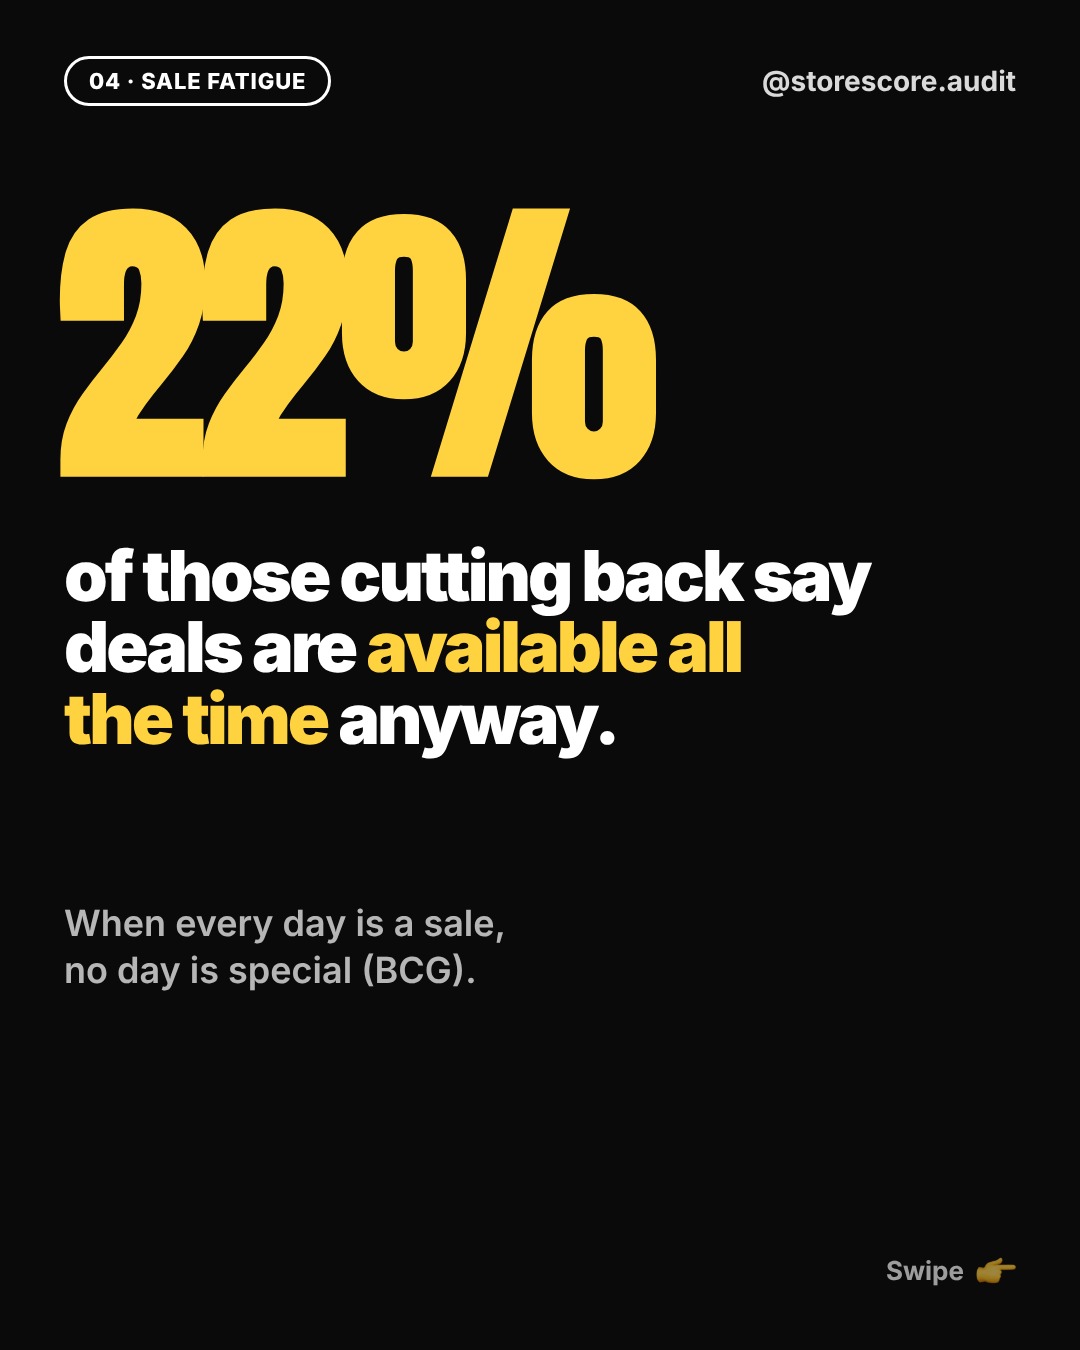 04 · SALE FATIGUE
@storescore.audit
22%
of those cutting back say
deals are available all
the time anyway.
When every day is a sale,
no day is special (BCG).
Swipe 👉